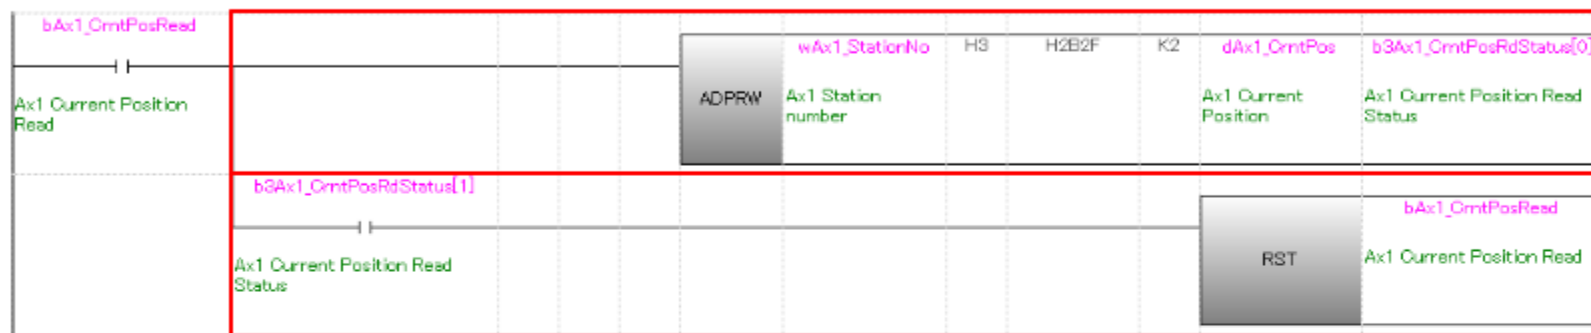 bAx1_CrntPosRead
wAx1_StationNo H3 H2B2F K2 dAx1_CrntPos b3Ax1_CrntPosRdStatus[0]
ADPRW
Ax1 Current Position
Read
Ax1 Station
number
Ax1 Current
Position
Ax1 Current Position Read
Status
b3Ax1_CrntPosRdStatus[1]
bAx1_CrntPosRead
RST
Ax1 Current Position Read
Status
Ax1 Current Position Read